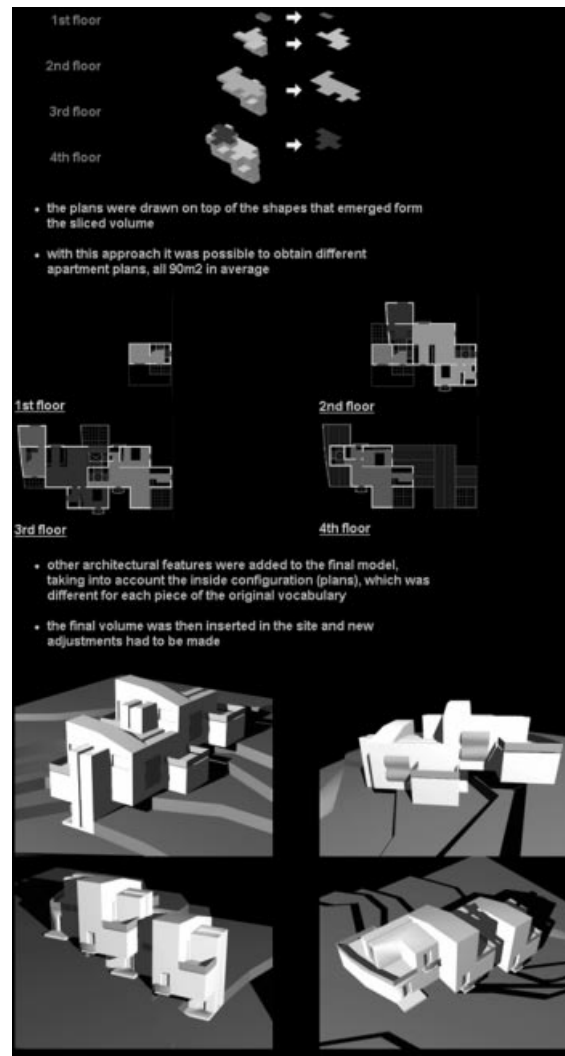 1st floor
2nd floor
3rd floor
4th floor
• the plans were drawn on top of the shapes that emerged form
the sliced volume
• with this approach it was possible to obtain different
apartment plans, all 90m2 in average
1st floor
2nd floor
3rd floor
4th floor
• other architectural features were added to the final model,
taking into account the inside configuration (plans), which was
different for each piece of the original vocabulary
• the final volume was then inserted in the site and new
adjustments had to be made